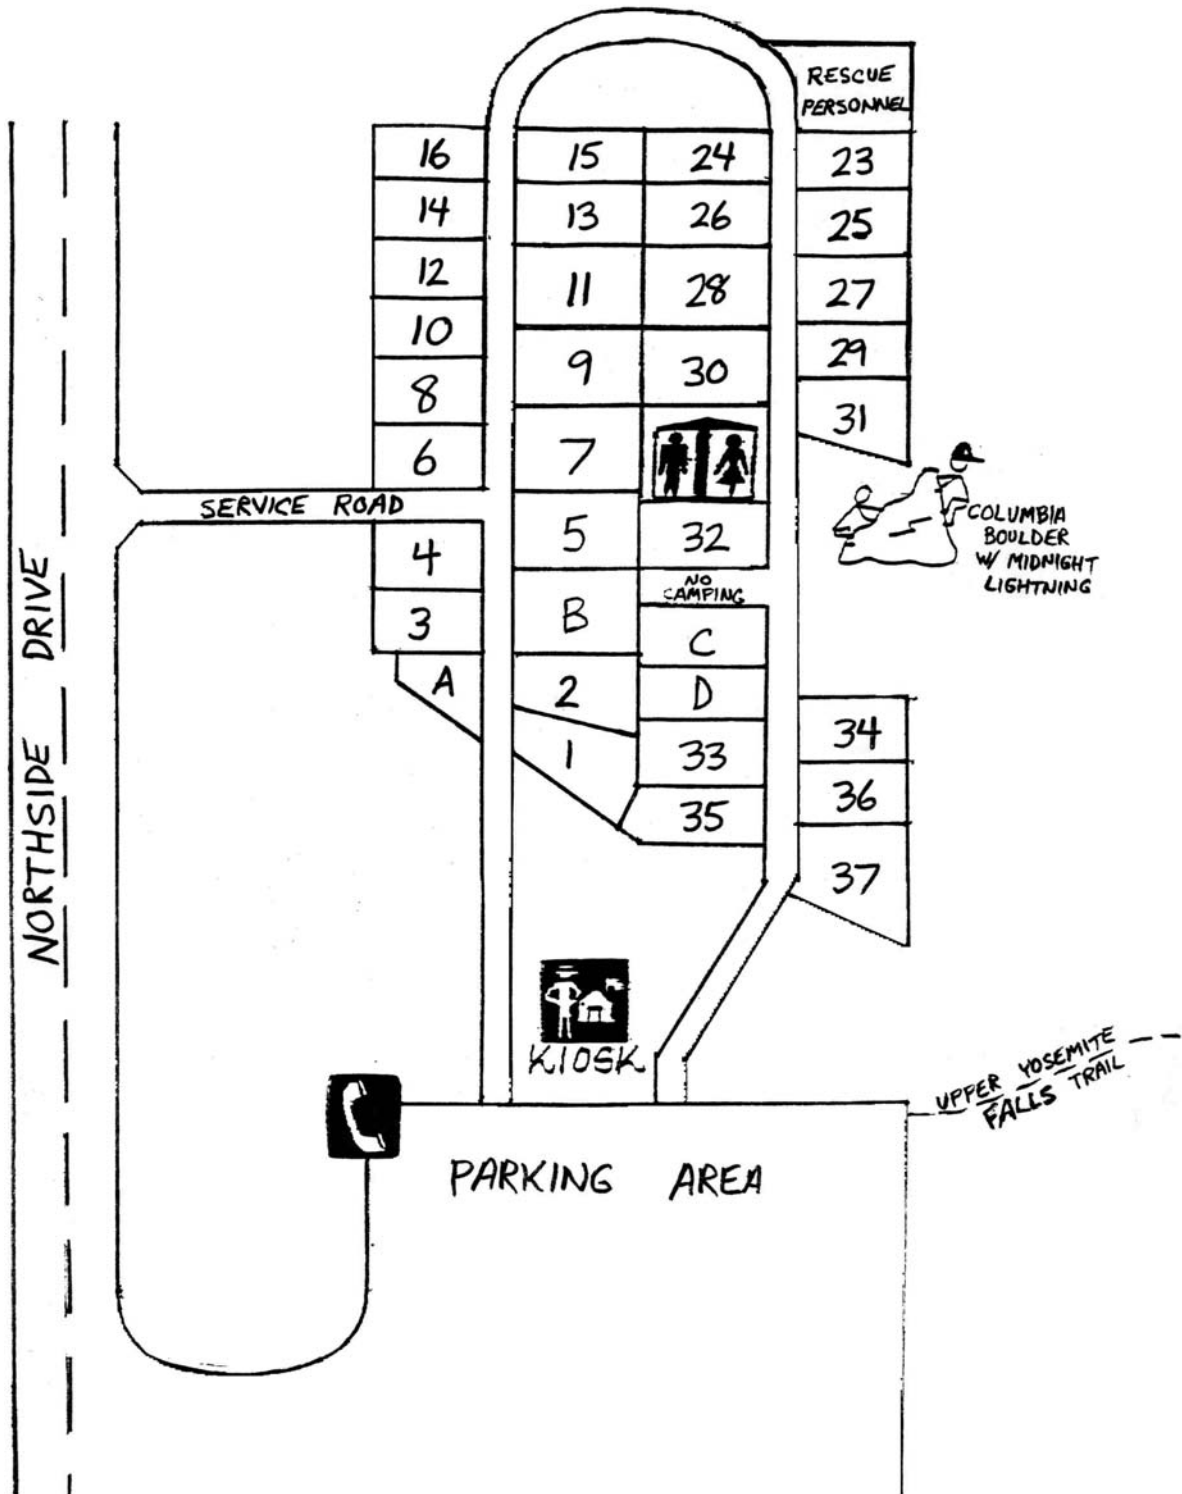 RESCUE
PERSONNEL
16
15
24
23
14
13
26
25
12
11
28
27
10
9
30
29
8
31
6
7
SERVICE ROAD
5
32
COLUMBIA
BOULDER
W/ MIDNIGHT
LIGHTNING
4
NO
CAMPING
3
B
C
A
2
D
1
33
34
35
36
37
NORTHSIDE DRIVE
KIOSK
UPPER YOSEMITE
FALLS TRAIL
PARKING AREA